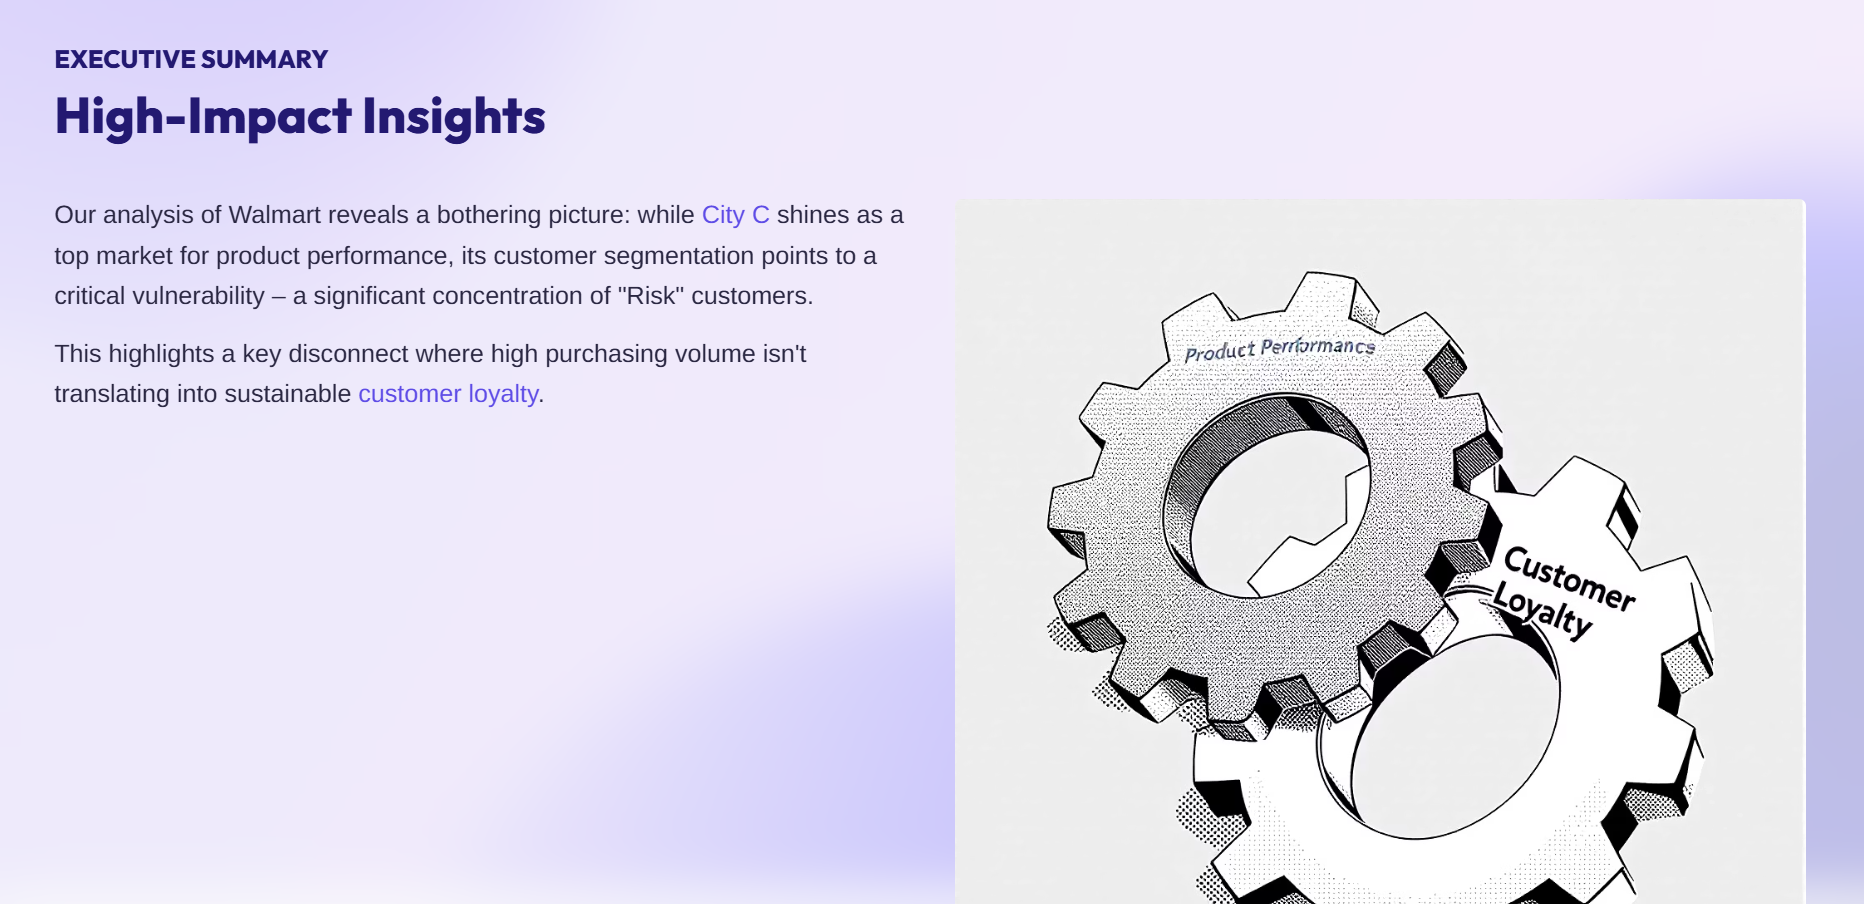 EXECUTIVE SUMMARY
High-Impact Insights
Our analysis of Walmart reveals a bothering picture: while City C shines as a
top market for product performance, its customer segmentation points to a
critical vulnerability – a significant concentration of "Risk" customers.
This highlights a key disconnect where high purchasing volume isn't
translating into sustainable customer loyalty.
Product Performance
Customer
Loyalty